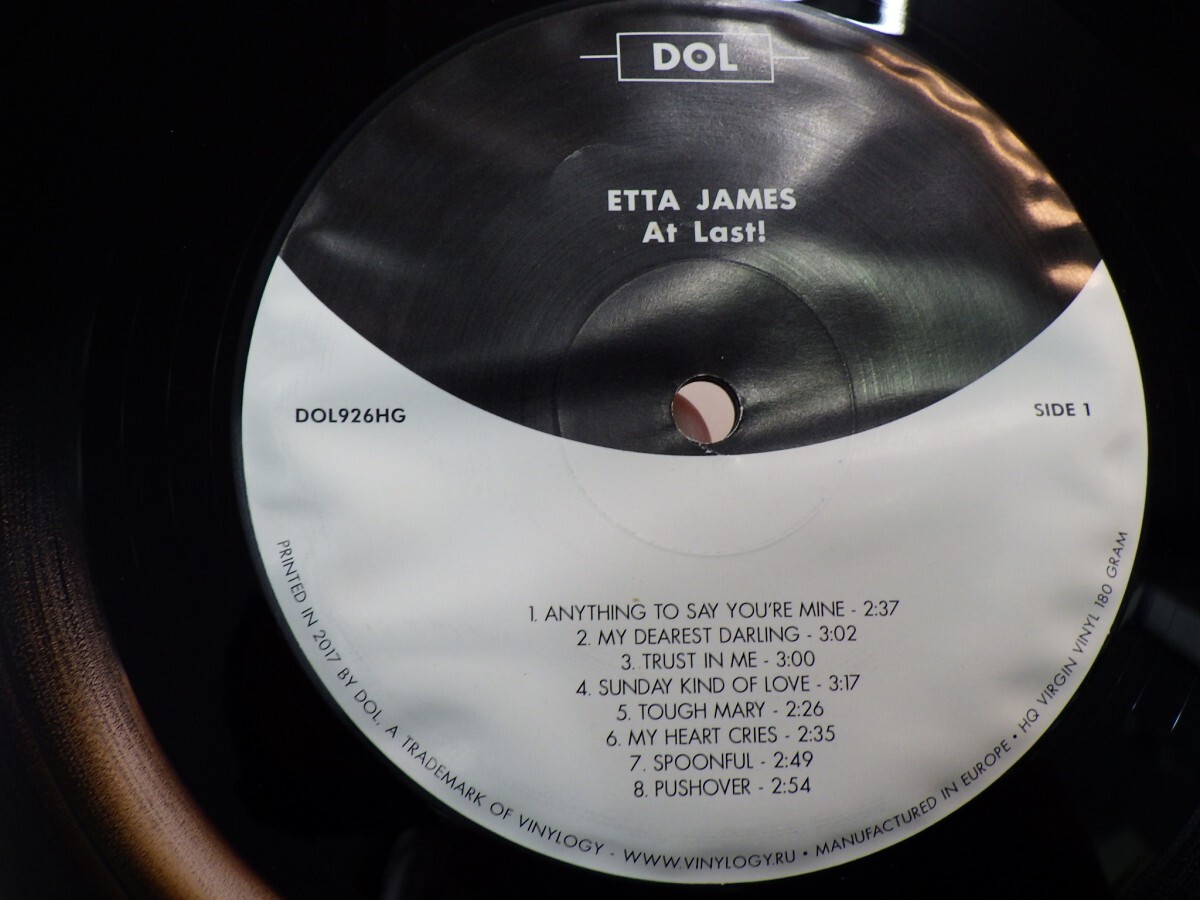 DOL
ETTA JAMES
At Last!
DOL926HG
SIDE 1
1. ANYTHING TO SAY YOU'RE MINE - 2:37
2. MY DEAREST DARLING - 3:02
3. TRUST IN ME - 3:00
4. SUNDAY KIND OF LOVE - 3:17
5. TOUGH MARY - 2:26
6. MY HEART CRIES - 2:35
7. SPOONFUL - 2:49
8. PUSHOVER - 2:54
PRINTED IN 2017 BY DOL, A TRADEMARK OF VINYLOGY - WWW.VINYLOGY.RU • MANUFACTURED IN EUROPE • HQ VIRGIN VINYL 180 GRAM